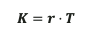 K = r · T